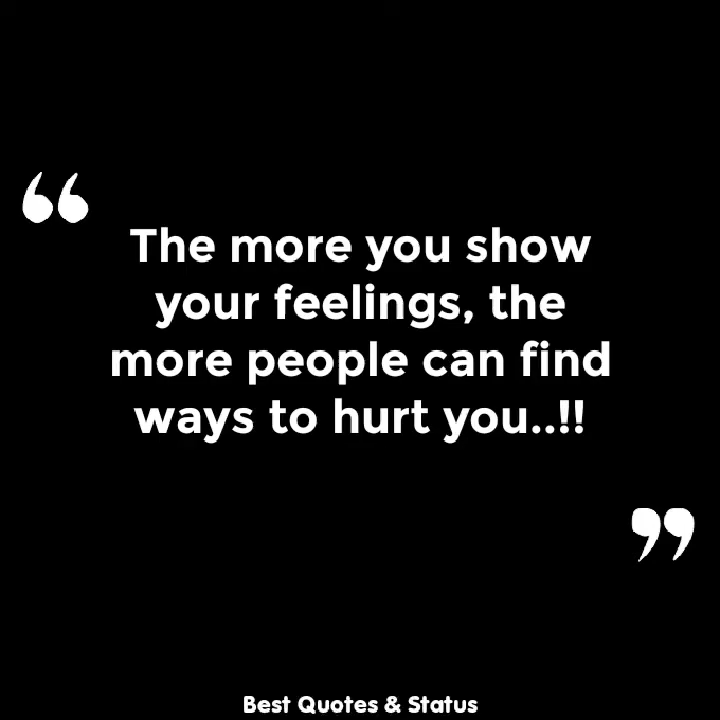 “
The more you show
your feelings, the
more people can find
ways to hurt you..!!
”
Best Quotes & Status